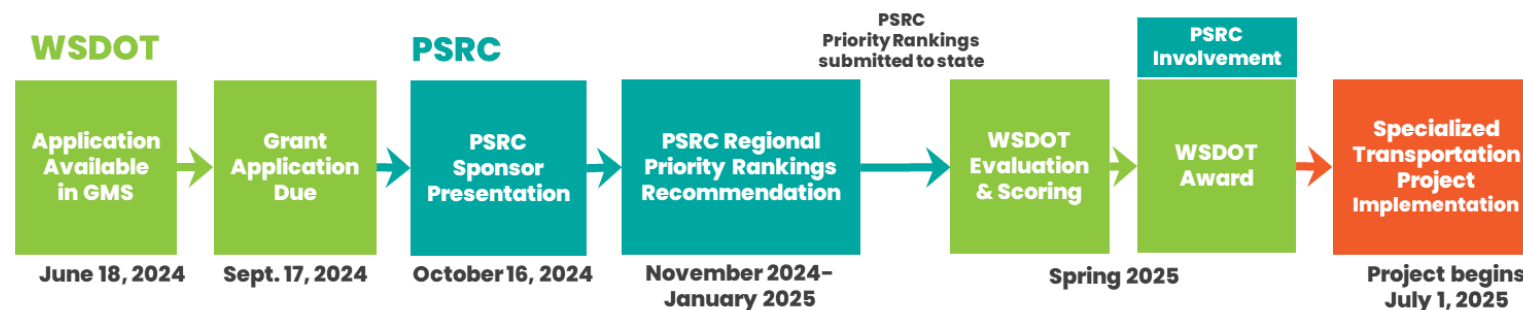 WSDOT
PSRC
PSRC
Priority Rankings
submitted to state
PSRC
Involvement
Application
Available
in GMS
Grant
Application
Due
PSRC
Sponsor
Presentation
PSRC Regional
Priority Rankings
Recommendation
WSDOT
Evaluation
& Scoring
WSDOT
Award
Specialized
Transportation
Project
Implementation
June 18, 2024
Sept. 17, 2024
October 16, 2024
November 2024–
January 2025
Spring 2025
Project begins
July 1, 2025